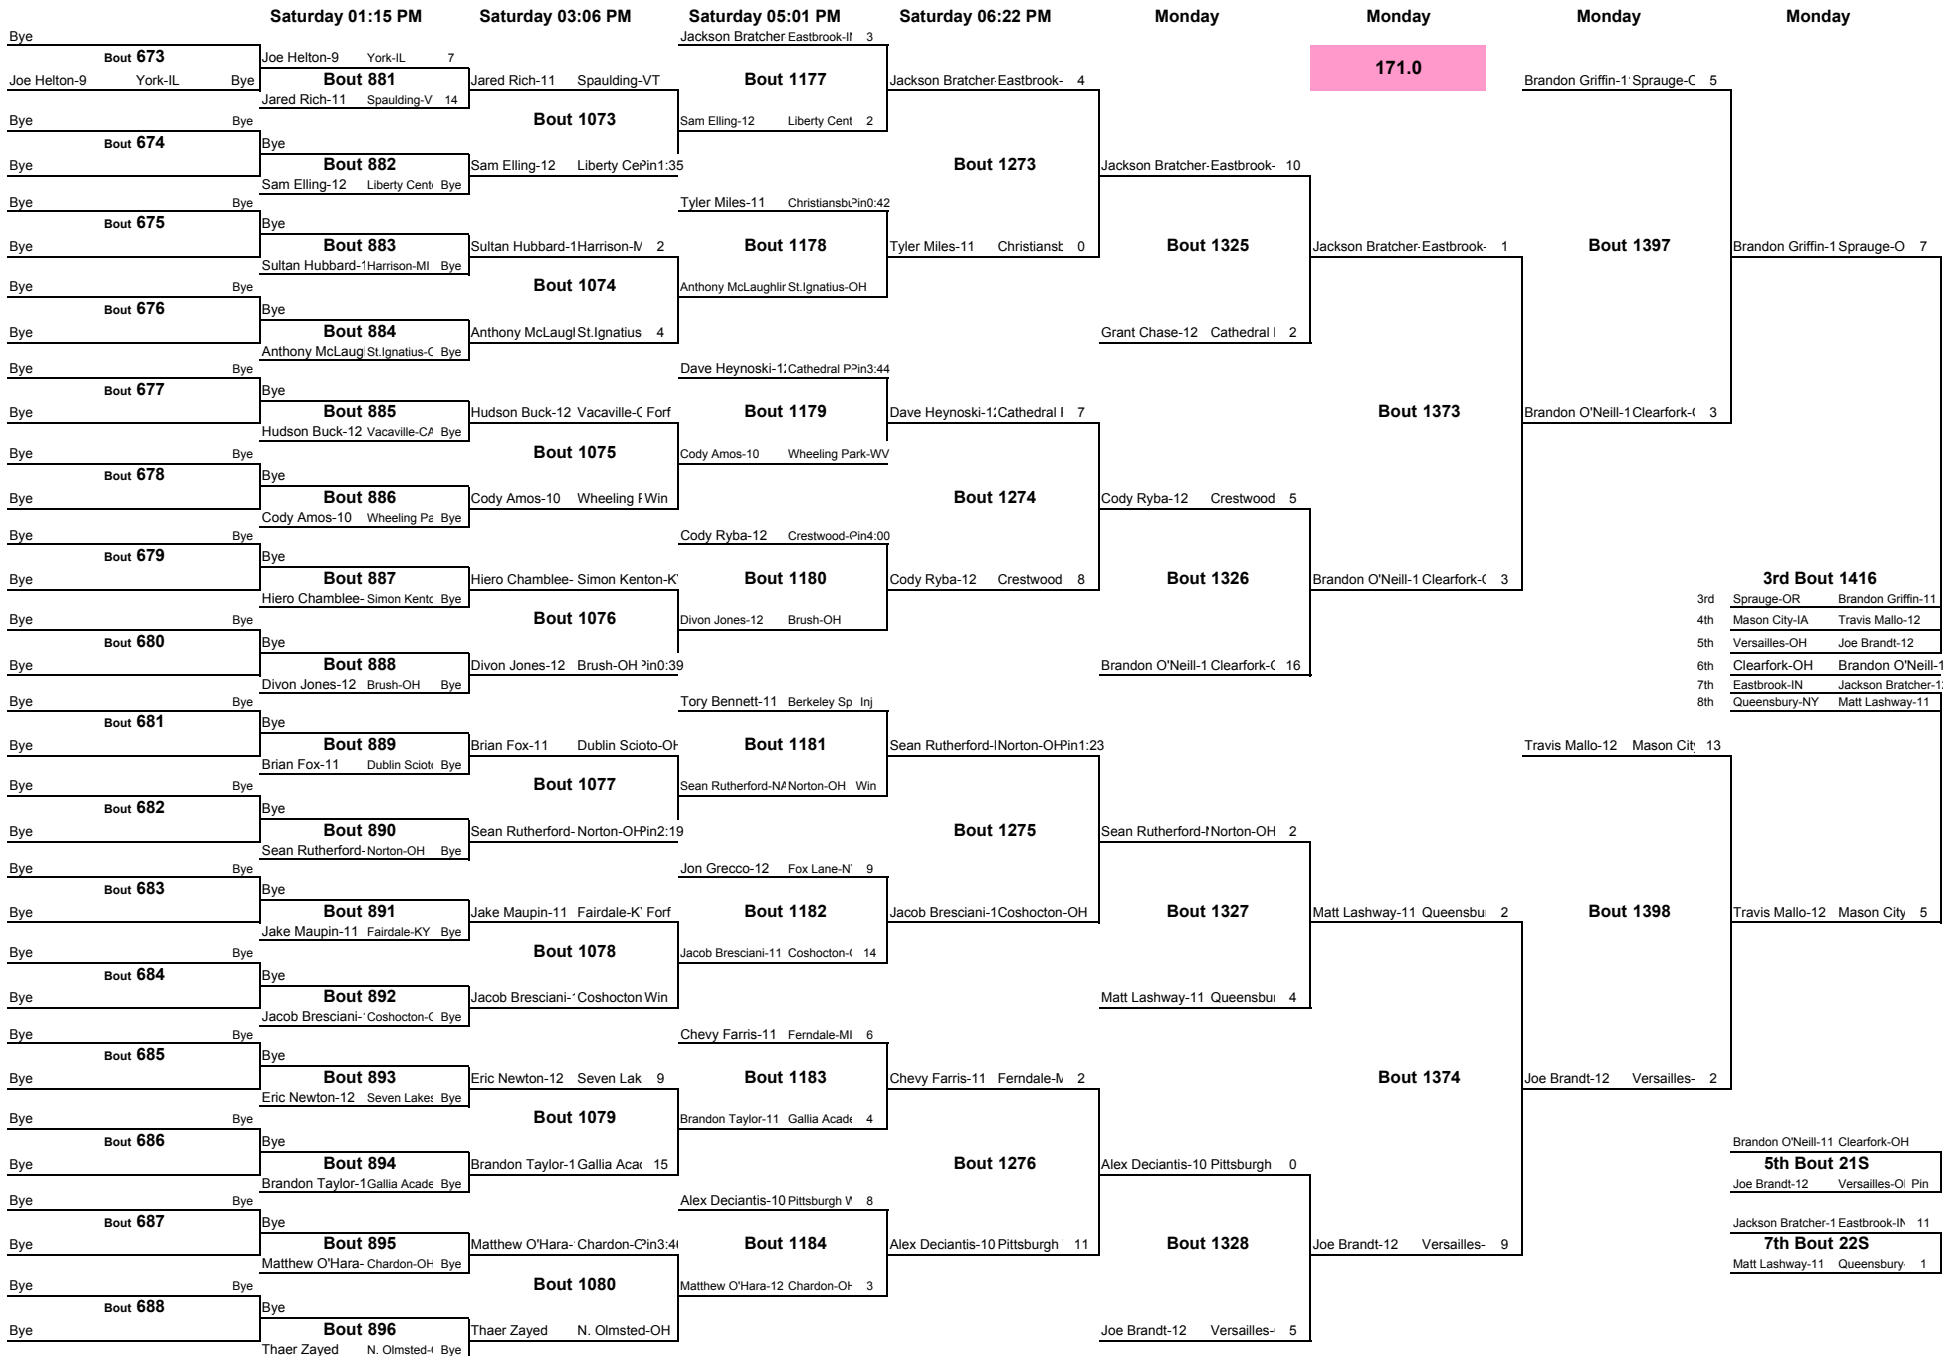 Saturday 01:15 PM Saturday 03:06 PM Saturday 05:01 PM Saturday 06:22 PM Monday Monday Monday Monday
171.0
Bye
Bout 673
Joe Helton-9 York-IL Bye
Bye Bye
Bout 674
Bye
Bye Bye
Bout 675
Bye
Bye Bye
Bout 676
Bye
Bye Bye
Bout 677
Bye
Bye Bye
Bout 678
Bye
Bye Bye
Bout 679
Bye
Bye Bye
Bout 680
Bye
Bye Bye
Bout 681
Bye
Bye Bye
Bout 682
Bye
Bye Bye
Bout 683
Bye
Bye Bye
Bout 684
Bye
Bye Bye
Bout 685
Bye
Bye Bye
Bout 686
Bye
Bye Bye
Bout 687
Bye
Bye Bye
Bout 688
Bye
Joe Helton-9 York-IL 7
Bout 881
Jared Rich-11 Spaulding-V 14
Bye
Bout 882
Sam Elling-12 Liberty Cent Bye
Bye
Bout 883
Sultan Hubbard-1 Harrison-MI Bye
Bye
Bout 884
Anthony McLaug St.Ignatius-O Bye
Bye
Bout 885
Hudson Buck-12 Vacaville-CA Bye
Bye
Bout 886
Cody Amos-10 Wheeling Pa Bye
Bye
Bout 887
Hiero Chamblee- Simon Kento Bye
Bye
Bout 888
Divon Jones-12 Brush-OH Bye
Bye
Bout 889
Brian Fox-11 Dublin Sciot Bye
Bye
Bout 890
Sean Rutherford- Norton-OH Bye
Bye
Bout 891
Jake Maupin-11 Fairdale-KY Bye
Bye
Bout 892
Jacob Bresciani- Coshocton-O Bye
Bye
Bout 893
Eric Newton-12 Seven Lakes Bye
Bye
Bout 894
Brandon Taylor-1 Gallia Acade Bye
Bye
Bout 895
Matthew O'Hara- Chardon-OH Bye
Bye
Bout 896
Thaer Zayed N. Olmsted- Bye
Jared Rich-11 Spaulding-VT
Bout 1073
Sam Elling-12 Liberty Ce Pin1:35
Sultan Hubbard-1 Harrison-M 2
Bout 1074
Anthony McLaugl St.Ignatius 4
Hudson Buck-12 Vacaville-C Forf
Bout 1075
Cody Amos-10 Wheeling P Win
Hiero Chamblee- Simon Kenton-KY
Bout 1076
Divon Jones-12 Brush-OH Pin0:39
Brian Fox-11 Dublin Scioto-OH
Bout 1077
Sean Rutherford- Norton-OH Pin2:19
Jake Maupin-11 Fairdale-K Forf
Bout 1078
Jacob Bresciani-1 Coshocton Win
Eric Newton-12 Seven Lak 9
Bout 1079
Brandon Taylor-1 Gallia Acad 15
Matthew O'Hara- Chardon-O Pin3:46
Bout 1080
Thaer Zayed N. Olmsted-OH
Jackson Bratcher Eastbrook-IN 3
Bout 1177
Sam Elling-12 Liberty Cent 2
Tyler Miles-11 Christiansbu Pin0:42
Bout 1178
Anthony McLaughlin St.Ignatius-OH
Dave Heynoski-12 Cathedral P Pin3:44
Bout 1179
Cody Amos-10 Wheeling Park-WV
Cody Ryba-12 Crestwood- Pin4:00
Bout 1180
Divon Jones-12 Brush-OH
Tory Bennett-11 Berkeley Sp Inj
Bout 1181
Sean Rutherford-NA Norton-OH Win
Jon Grecco-12 Fox Lane-NY 9
Bout 1182
Jacob Bresciani-11 Coshocton-O 14
Chevy Farris-11 Ferndale-MI 6
Bout 1183
Brandon Taylor-11 Gallia Acade 4
Alex Deciantis-10 Pittsburgh W 8
Bout 1184
Matthew O'Hara-12 Chardon-OH 3
Jackson Bratcher- Eastbrook- 4
Bout 1273
Tyler Miles-11 Christiansb 0
Dave Heynoski-12 Cathedral P 7
Bout 1274
Cody Ryba-12 Crestwood 8
Sean Rutherford-N Norton-OH Pin1:23
Bout 1275
Jacob Bresciani-1 Coshocton-OH
Chevy Farris-11 Ferndale-M 2
Bout 1276
Alex Deciantis-10 Pittsburgh 11
Jackson Bratcher- Eastbrook- 10
Bout 1325
Grant Chase-12 Cathedral 2
Cody Ryba-12 Crestwood 5
Bout 1326
Brandon O'Neill-1 Clearfork-O 16
Sean Rutherford-N Norton-OH 2
Bout 1327
Matt Lashway-11 Queensbu 4
Alex Deciantis-10 Pittsburgh 0
Bout 1328
Joe Brandt-12 Versailles- 5
Jackson Bratcher- Eastbrook- 1
Bout 1373
Brandon O'Neill-1 Clearfork-O 3
Matt Lashway-11 Queensbu 2
Bout 1374
Joe Brandt-12 Versailles- 9
Brandon Griffin-1 Sprauge-O 5
Bout 1397
Brandon O'Neill-1 Clearfork-O 3
Travis Mallo-12 Mason City 13
Bout 1398
Joe Brandt-12 Versailles- 2
Brandon Griffin-1 Sprauge-O 7
3rd Bout 1416
3rd Sprauge-OR Brandon Griffin-11
4th Mason City-IA Travis Mallo-12
5th Versailles-OH Joe Brandt-12
6th Clearfork-OH Brandon O'Neill-1
7th Eastbrook-IN Jackson Bratcher-1
8th Queensbury-NY Matt Lashway-11
Travis Mallo-12 Mason City 5
Brandon O'Neill-11 Clearfork-OH
5th Bout 21S
Joe Brandt-12 Versailles-O Pin
Jackson Bratcher-1 Eastbrook-IN 11
7th Bout 22S
Matt Lashway-11 Queensbury- 1